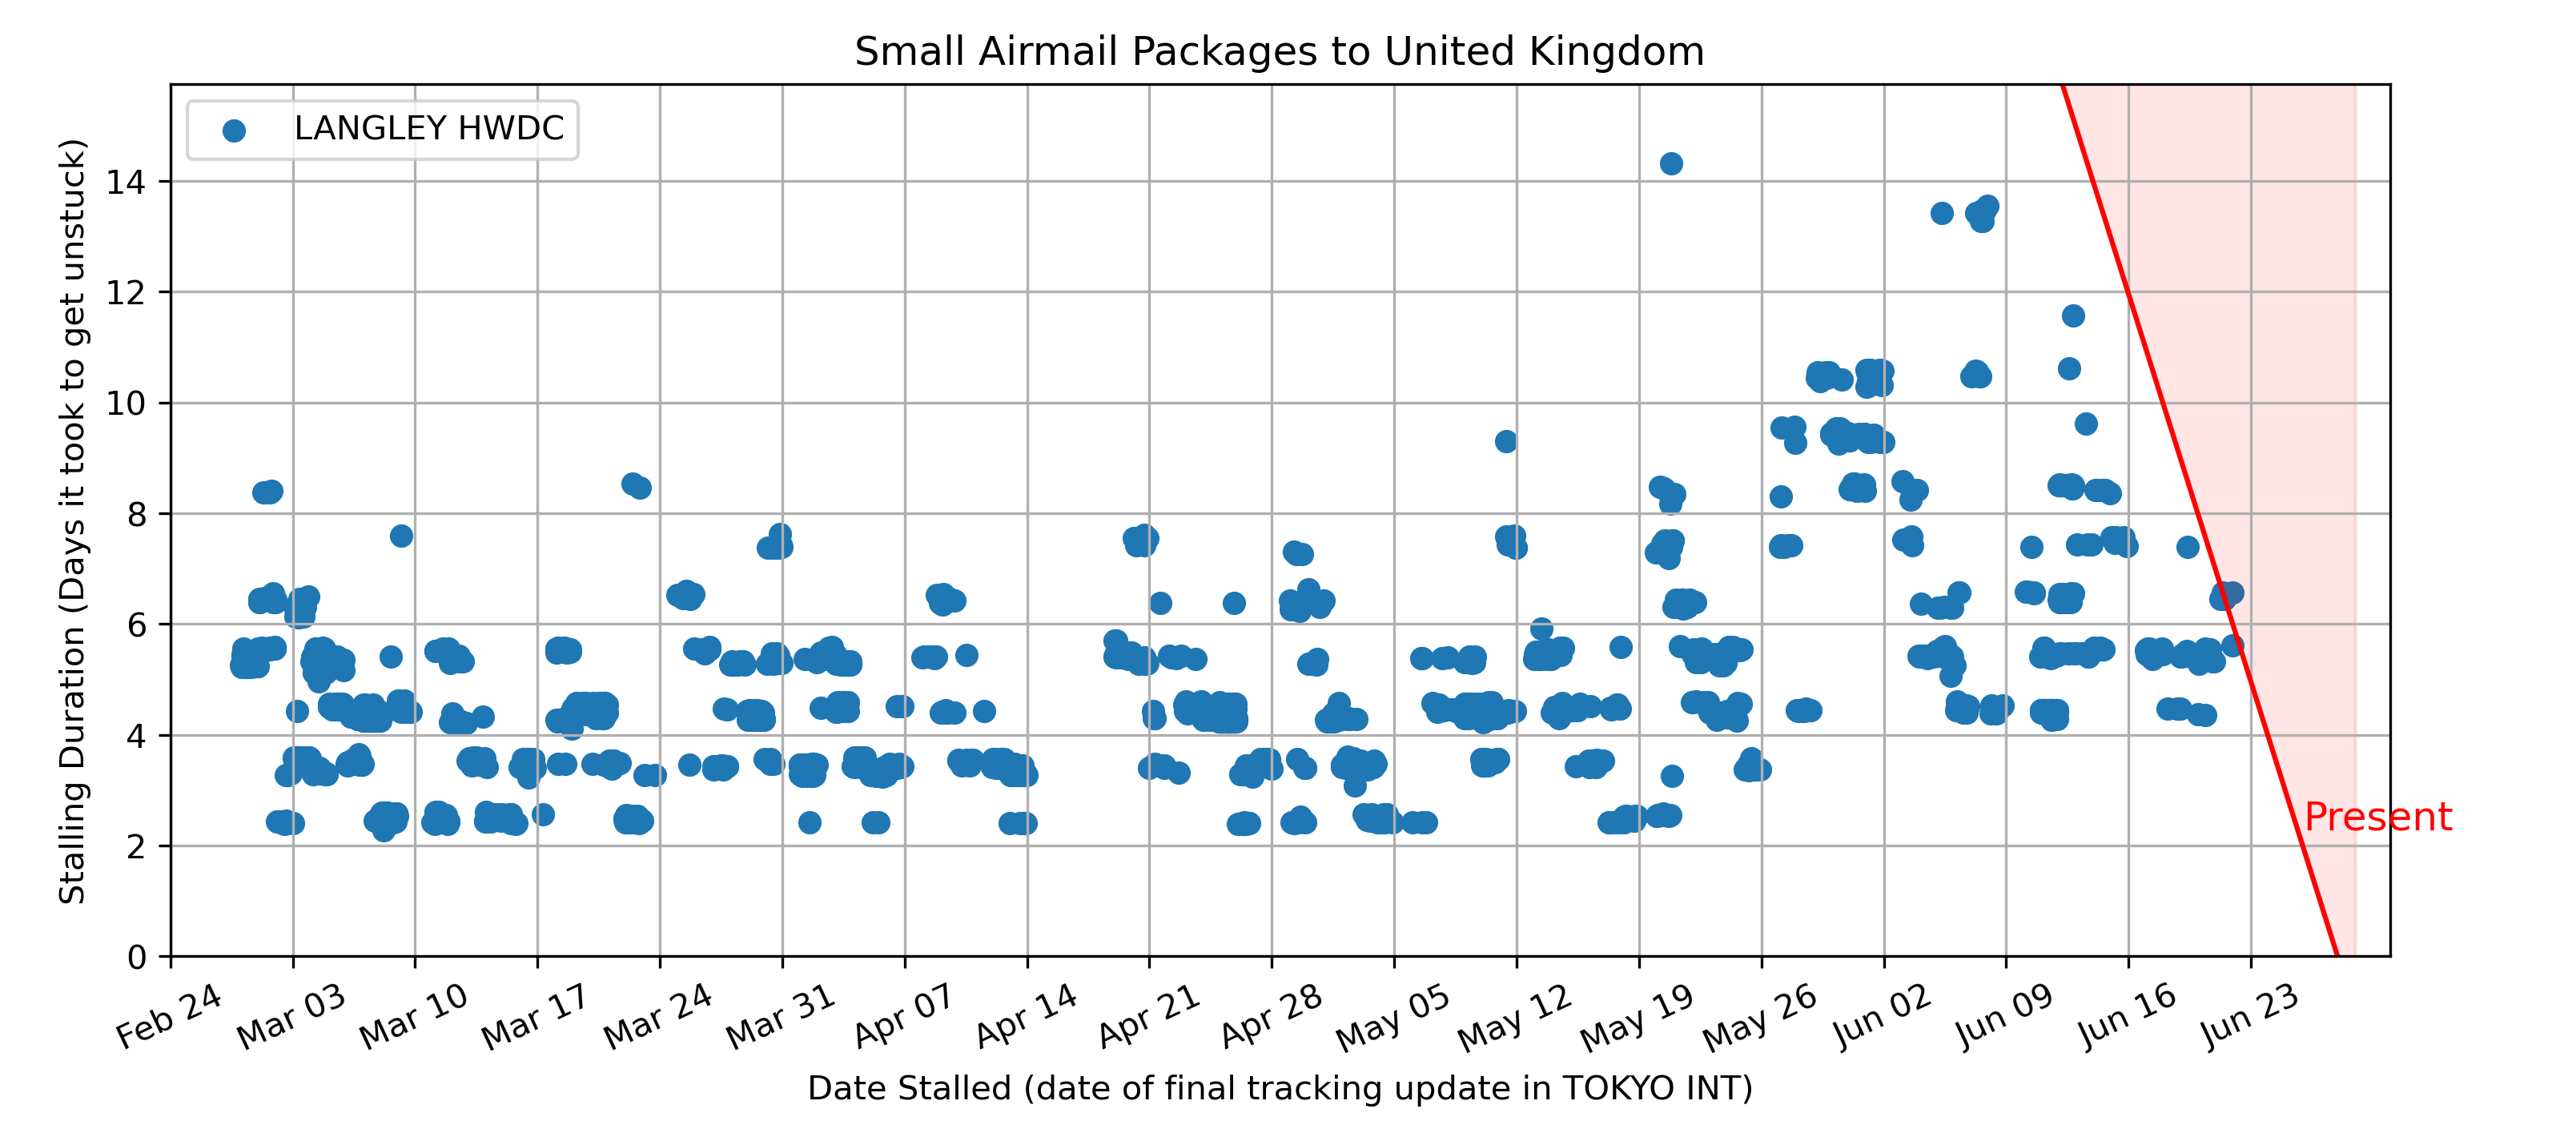 Small Airmail Packages to United Kingdom
LANGLEY HWDC
Stalling Duration (Days it took to get unstuck)
14
12
10
8
6
4
2
0
Present
Feb 24
Mar 03
Mar 10
Mar 17
Mar 24
Mar 31
Apr 07
Apr 14
Apr 21
Apr 28
May 05
May 12
May 19
May 26
Jun 02
Jun 09
Jun 16
Jun 23
Date Stalled (date of final tracking update in TOKYO INT)